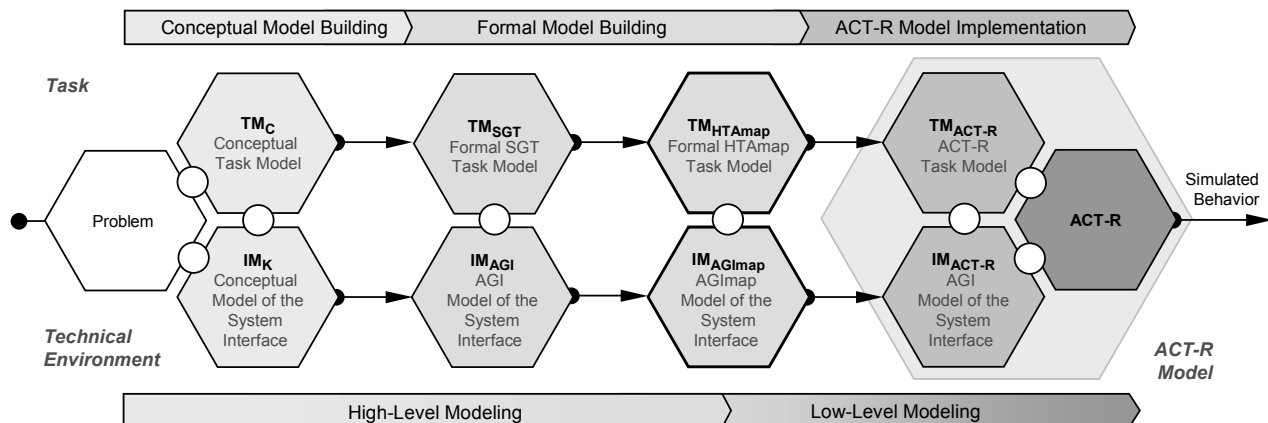 Conceptual Model Building
Formal Model Building
ACT-R Model Implementation
Task
TMC
Conceptual
Task Model
TMSGT
Formal SGT
Task Model
TMHTAmap
Formal HTAmap
Task Model
TMACT-R
ACT-R
Task Model
Problem
ACT-R
Simulated
Behavior
IMK
Conceptual
Model of the
System
Interface
IMAGI
AGI
Model of the
System
Interface
IMAGImap
AGImap
Model of the
System
Interface
IMACT-R
AGI
Model of the
System
Interface
Technical
Environment
ACT-R
Model
High-Level Modeling
Low-Level Modeling